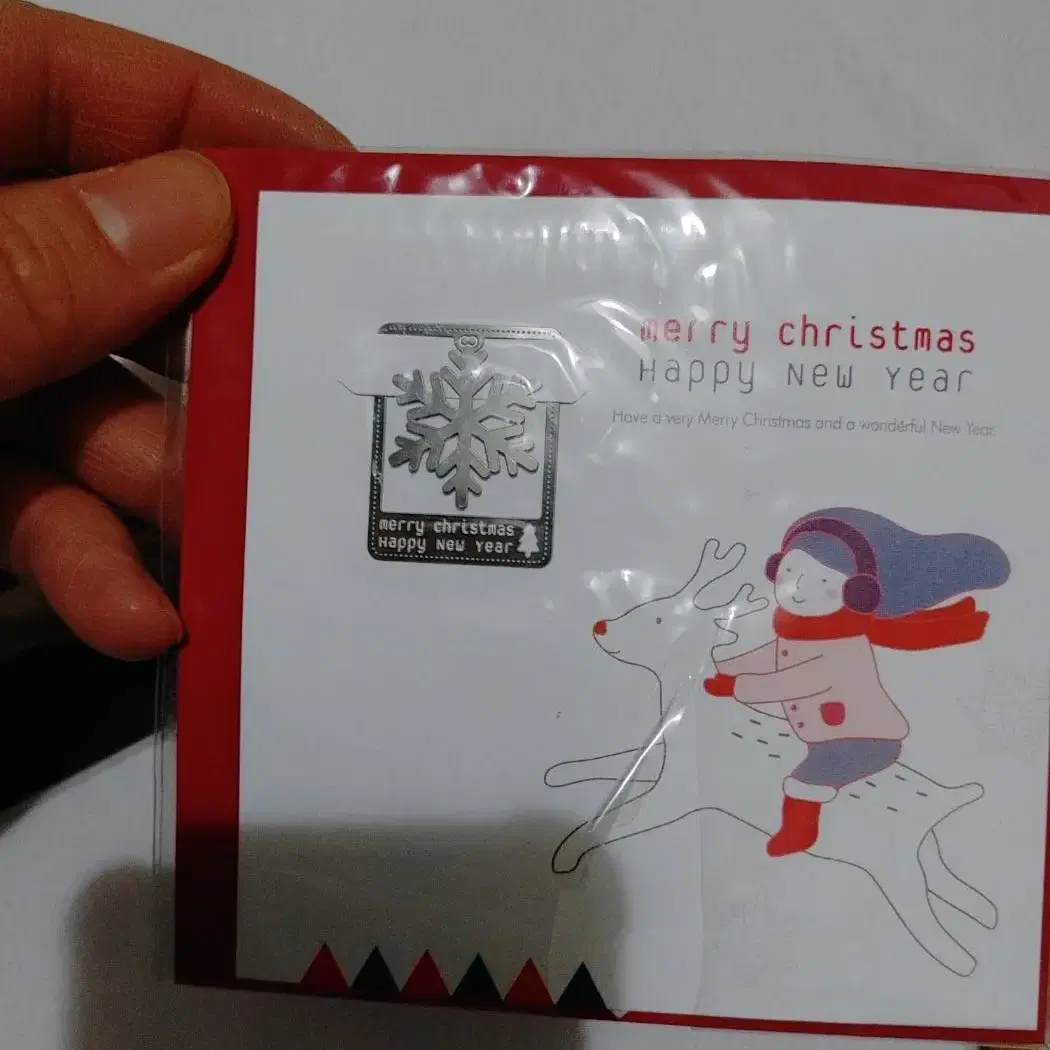 merry christmas
Happy New Year
Have a very Merry Christmas and a wonderful New Year.
merry christmas
Happy New Year